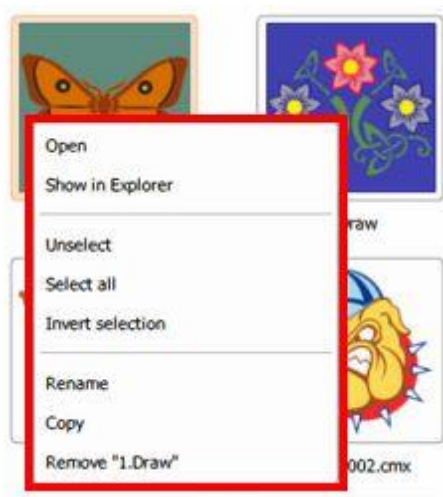 Open
Show in Explorer
raw
Unselect
Select all
Invert selection
Rename
Copy
Remove "1.Draw"
002.cmx